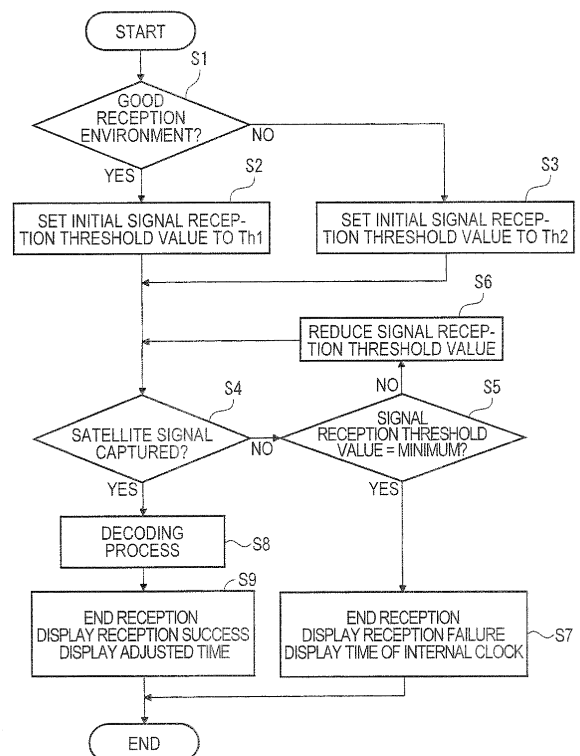 START
S1
GOOD
RECEPTION
ENVIRONMENT?
NO
YES
S2
S3
SET INITIAL SIGNAL RECEP-
TION THRESHOLD VALUE TO Th1
SET INITIAL SIGNAL RECEP-
TION THRESHOLD VALUE TO Th2
S6
REDUCE SIGNAL RECEP-
TION THRESHOLD VALUE
S4
NO
S5
SATELLITE SIGNAL
CAPTURED?
NO
SIGNAL
RECEPTION THRESHOLD
VALUE = MINIMUM?
YES
YES
DECODING
PROCESS
S8
S9
END RECEPTION
DISPLAY RECEPTION SUCCESS
DISPLAY ADJUSTED TIME
END RECEPTION
DISPLAY RECEPTION FAILURE
DISPLAY TIME OF INTERNAL CLOCK
S7
END